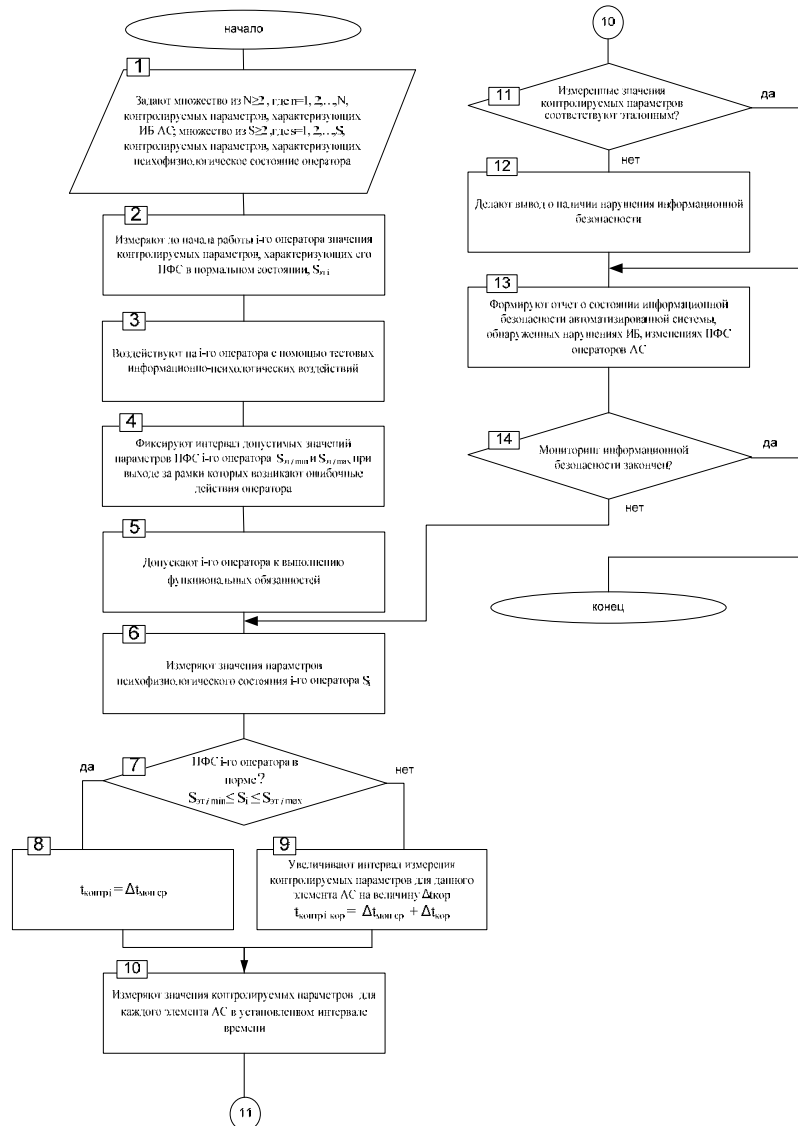 начало
1
Задают множество из N≥2 , где n=1, 2,…,N,
контролируемых параметров, характеризующих
ИБ АС; множество из S≥2 ,где s=1, 2,…,S,
контролируемых параметров, характеризующих
психофизиологическое состояние оператора
2
Измеряют до начала работы i-го оператора значения
контролируемых параметров, характеризующих его
ПФС в нормальном состоянии, Sэт i
3
Воздействуют на i-го оператора с помощью тестовых
информационно-психологических воздействий
4
Фиксируют интервал допустимых значений
параметров ПФС i-го оператора Sэт i min и Sэт i max при
выходе за рамки которых возникают ошибочные
действия оператора
5
Допускают i-го оператора к выполнению
функциональных обязанностей
6
Измеряют значения параметров
психофизиологического состояния i-го оператора Si
7
ПФС i-го оператора в
норме ?
Sэт i min ≤ Si ≤ Sэт i max
да
нет
8
tконтрi = Δtмон ср
9
Увеличивают интервал измерения
контролируемых параметров для данного
элемента АС на величину Δtкор
tконтрi кор = Δtмон ср + Δtкор
10
Измеряют значения контролируемых параметров для
каждого элемента АС в установленном интервале
времени
11
10
11
Измеренные значения
контролируемых параметров
соответствуют эталонным?
да
нет
12
Делают вывод о наличии нарушения информационной
безопасности
13
Формируют отчет о состоянии информационной
безопасности автоматизированной системы,
обнаруженных нарушениях ИБ, изменениях ПФС
операторов АС
14
Мониторинг информационной
безопасности закончен?
да
нет
конец